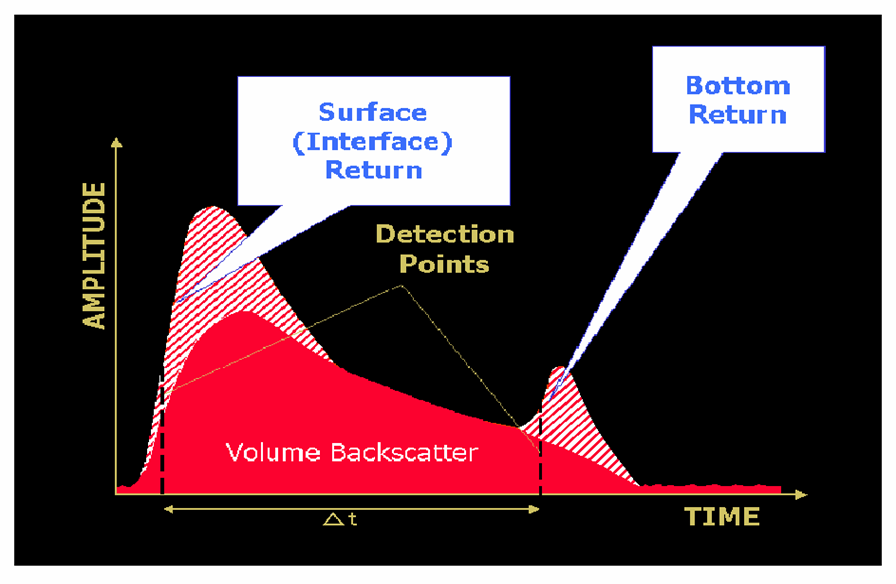 Surface
(Interface)
Return
Bottom
Return
Detection
Points
AMPLITUDE
Volume Backscatter
△ t
TIME